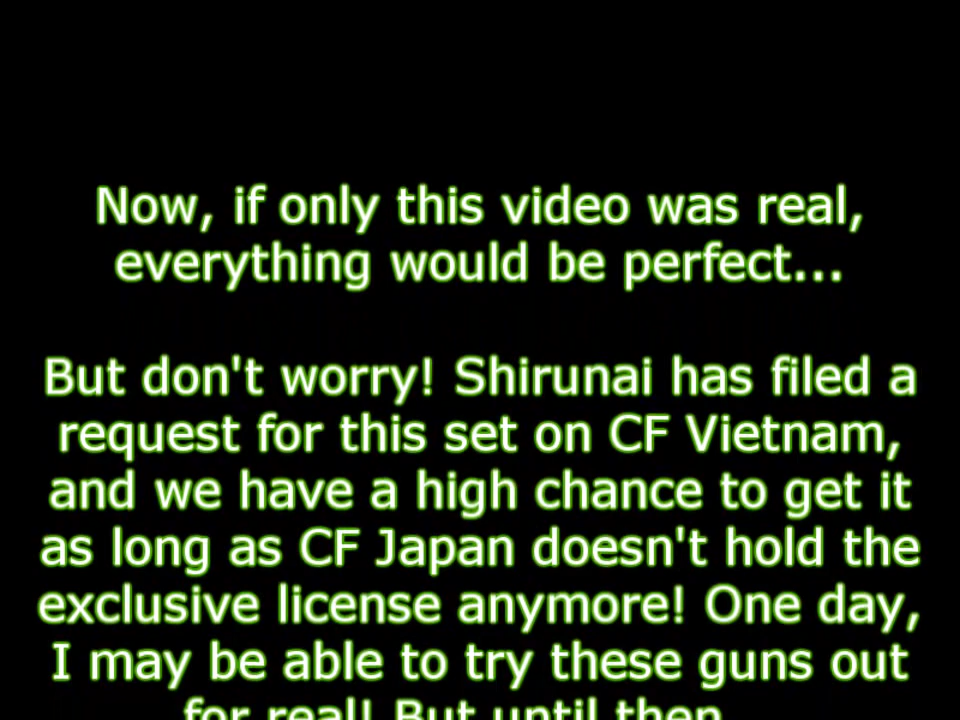 Now, if only this video was real,
everything would be perfect...
But don't worry! Shirunai has filed a
request for this set on CF Vietnam,
and we have a high chance to get it
as long as CF Japan doesn't hold the
exclusive license anymore! One day,
I may be able to try these guns out
for real! But until then...